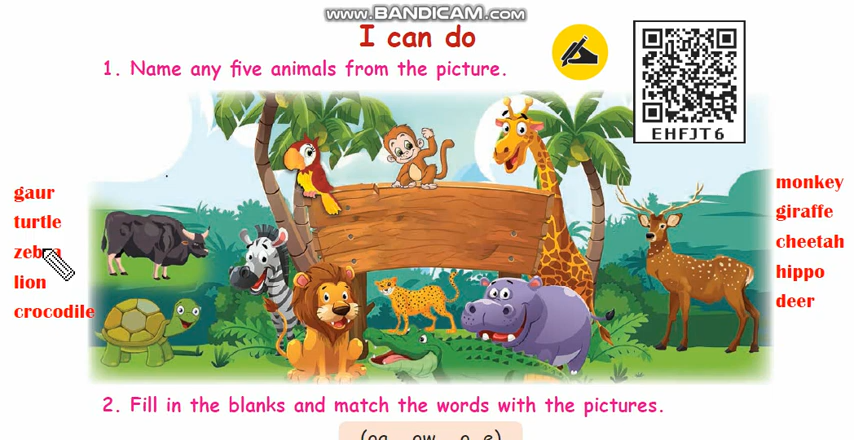 www.BANDICAM.com
I can do
1. Name any five animals from the picture.
EHFJT6
gaur
turtle
zebra
lion
crocodile
monkey
giraffe
cheetah
hippo
deer
2. Fill in the blanks and match the words with the pictures.